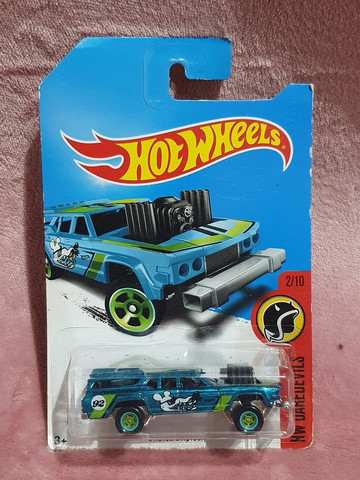 HOT WHEELS
2/10
HW DAREDEVILS
92
3+